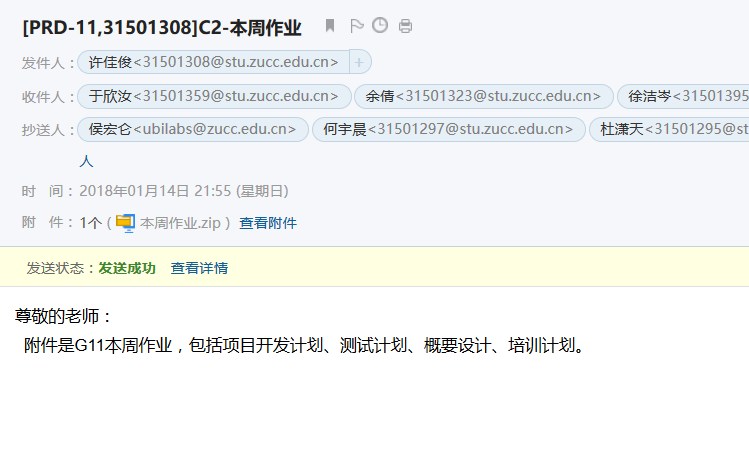 [PRD-11,31501308]C2-本周作业
发件人：许佳俊<31501308@stu.zucc.edu.cn>
收件人：于欣汝<31501359@stu.zucc.edu.cn> 余倩<31501323@stu.zucc.edu.cn> 徐洁岑<31501395
抄送人：侯宏仑<ubilabs@zucc.edu.cn> 何宇晨<31501297@stu.zucc.edu.cn> 杜潇天<31501295@st
人
时 间：2018年01月14日 21:55 (星期日)
附 件：1个 ( 本周作业.zip ) 查看附件
发送状态：发送成功 查看详情
尊敬的老师：
附件是G11本周作业，包括项目开发计划、测试计划、概要设计、培训计划。